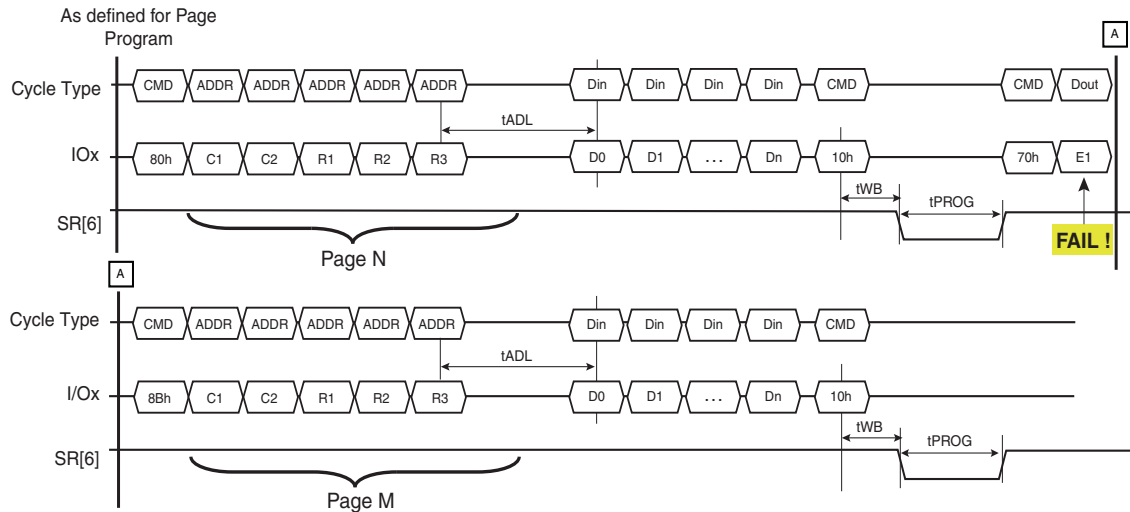 As defined for Page
Program
A
Cycle Type
CMD ADDR ADDR ADDR ADDR ADDR Din Din Din Din CMD CMD Dout
tADL
IOx
80h C1 C2 R1 R2 R3 D0 D1 ... Dn 10h 70h E1
tWB
tPROG
SR[6]
Page N
FAIL !
A
Cycle Type
CMD ADDR ADDR ADDR ADDR ADDR Din Din Din Din CMD
tADL
I/Ox
8Bh C1 C2 R1 R2 R3 D0 D1 ... Dn 10h
tWB
tPROG
SR[6]
Page M